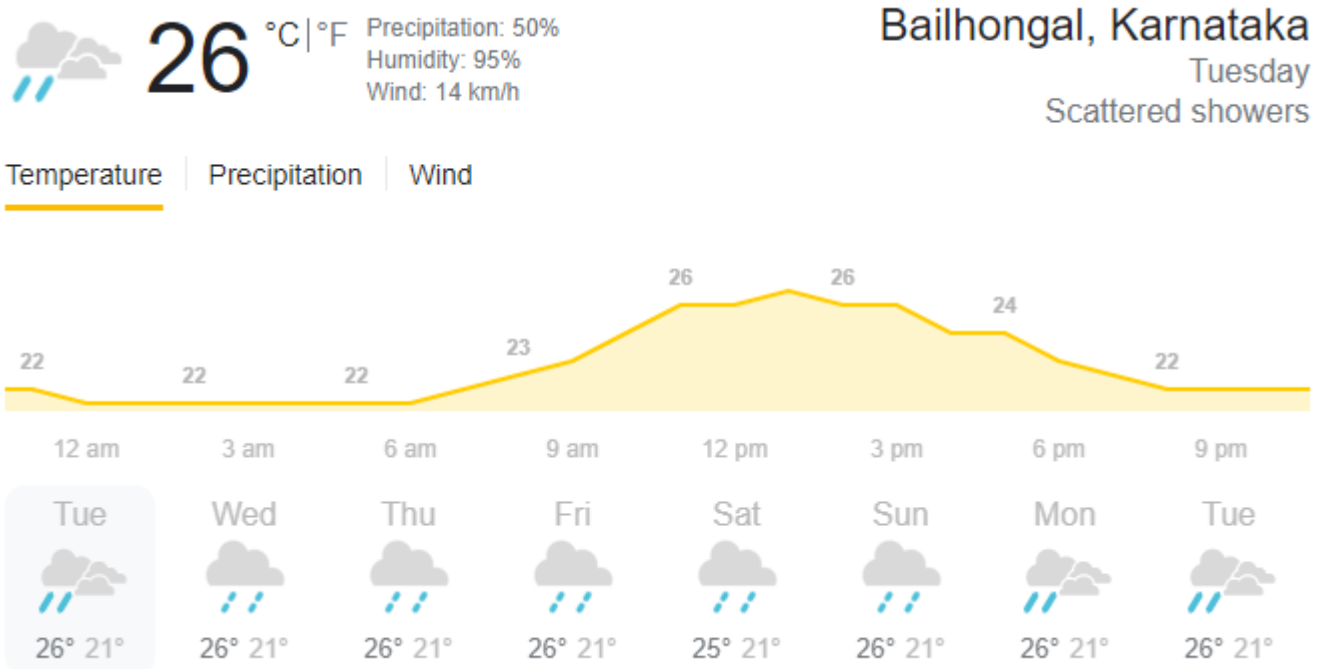 26 °C|°F
Precipitation: 50%
Humidity: 95%
Wind: 14 km/h
Bailhongal, Karnataka
Tuesday
Scattered showers
Temperature Precipitation Wind
22 22 22 23 26 26 24 22
12 am 3 am 6 am 9 am 12 pm 3 pm 6 pm 9 pm
Tue Wed Thu Fri Sat Sun Mon Tue
26° 21° 26° 21° 26° 21° 26° 21° 25° 21° 26° 21° 26° 21° 26° 21°